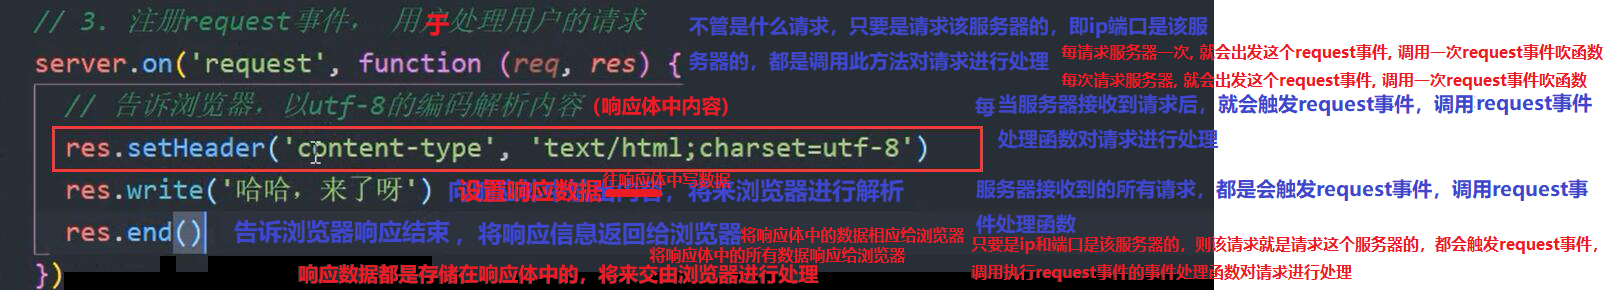 // 3. 注册request事件， 用于处理用户的请求
不管是什么请求，只要是请求该服务器的，即ip端口是该服
务器的，都是调用此方法对请求进行处理
每请求服务器一次, 就会出发这个request事件, 调用一次request事件吹函数
每次请求服务器, 就会出发这个request事件, 调用一次request事件吹函数
server.on('request', function (req, res) {
// 告诉浏览器，以utf-8的编码解析内容（响应体中内容）
每当服务器接收到请求后，就会触发request事件，调用request事件
处理函数对请求进行处理
res.setHeader('content-type', 'text/html;charset=utf-8')
往响应体中写数据
res.write('哈哈，来了呀')
设置响应数据
，将来浏览器进行解析
服务器接收到的所有请求，都是会触发request事件，调用request事
件处理函数
res.end()
告诉浏览器响应结束 ，将响应信息返回给浏览器
将响应体中的数据相应给浏览器
将响应体中的所有数据响应给浏览器
只要是ip和端口是该服务器的，则该请求就是请求这个服务器的，都会触发request事件，
调用执行request事件的事件处理函数对请求进行处理
})
响应数据都是存储在响应体中的，将来交由浏览器进行处理